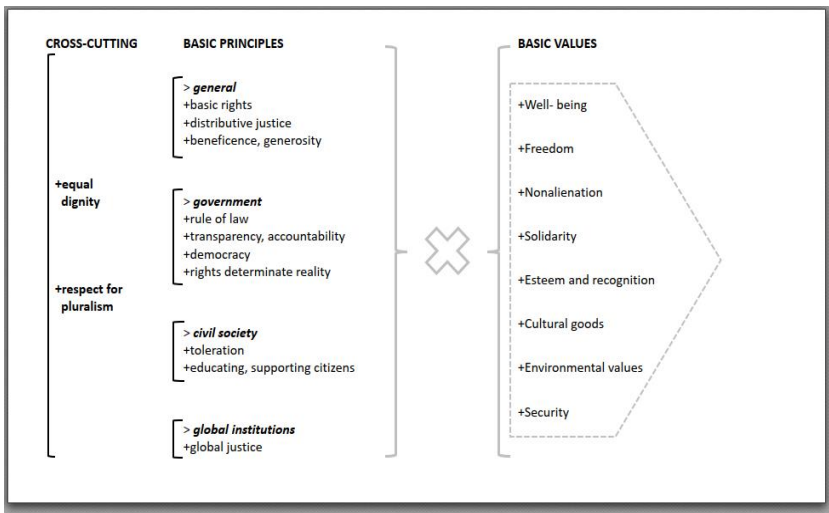 CROSS-CUTTING
+equal
dignity
+respect for
pluralism
BASIC PRINCIPLES
> general
+basic rights
+distributive justice
+beneficence, generosity
> government
+rule of law
+transparency, accountability
+democracy
+rights determinate reality
> civil society
+toleration
+educating, supporting citizens
> global institutions
+global justice
BASIC VALUES
+Well- being
+Freedom
+Nonalienation
+Solidarity
+Esteem and recognition
+Cultural goods
+Environmental values
+Security